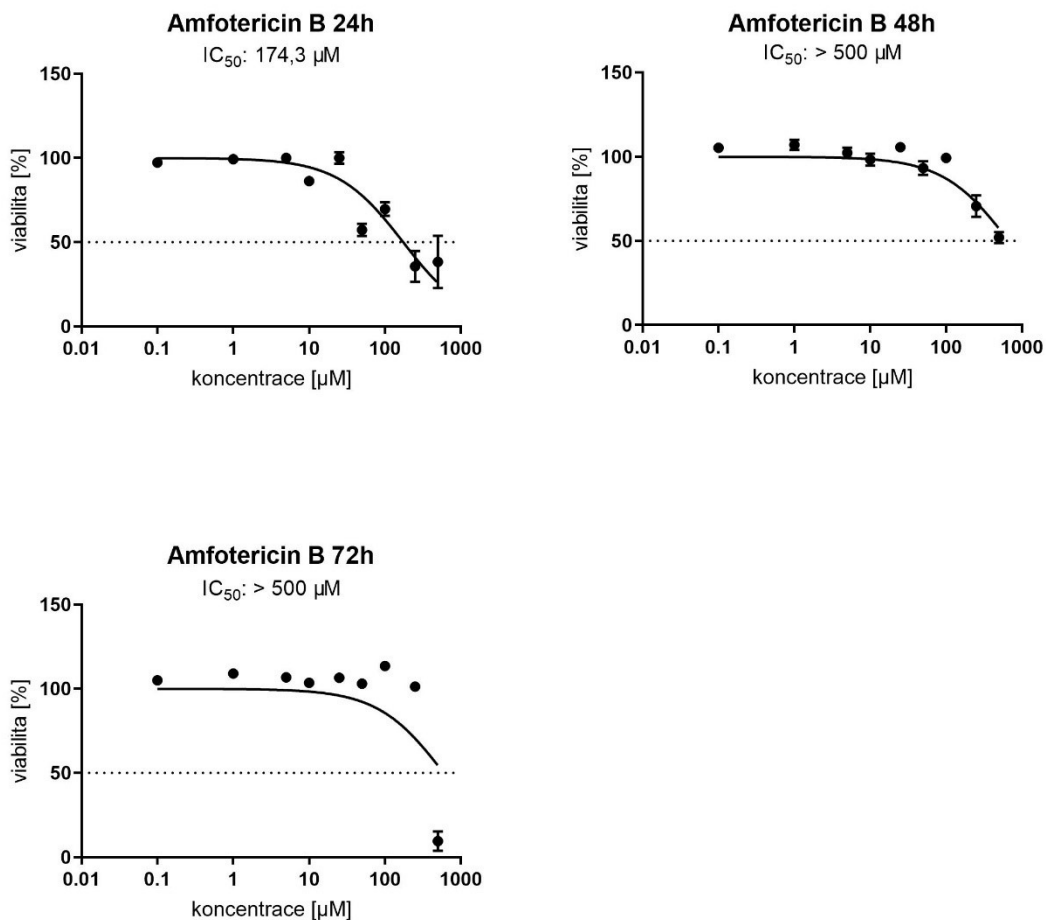 Amfotericin B 24h
IC50: 174,3 µM
150
100
50
0
viabilita [%]
0.01 0.1 1 10 100 1000
koncentrace [µM]
Amfotericin B 48h
IC50: > 500 µM
150
100
50
0
viabilita [%]
0.01 0.1 1 10 100 1000
koncentrace [µM]
Amfotericin B 72h
IC50: > 500 µM
150
100
50
0
viabilita [%]
0.01 0.1 1 10 100 1000
koncentrace [µM]